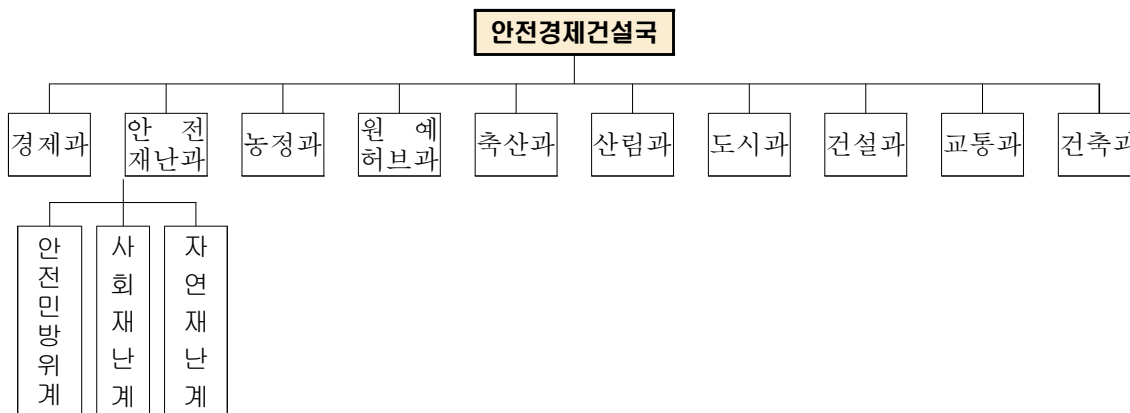 안전경제건설국
경제과
안 전
재난과
농정과
원 예
허브과
축산과
산림과
도시과
건설과
교통과
건축과
안전민방위계
사회재난계
자연재난계